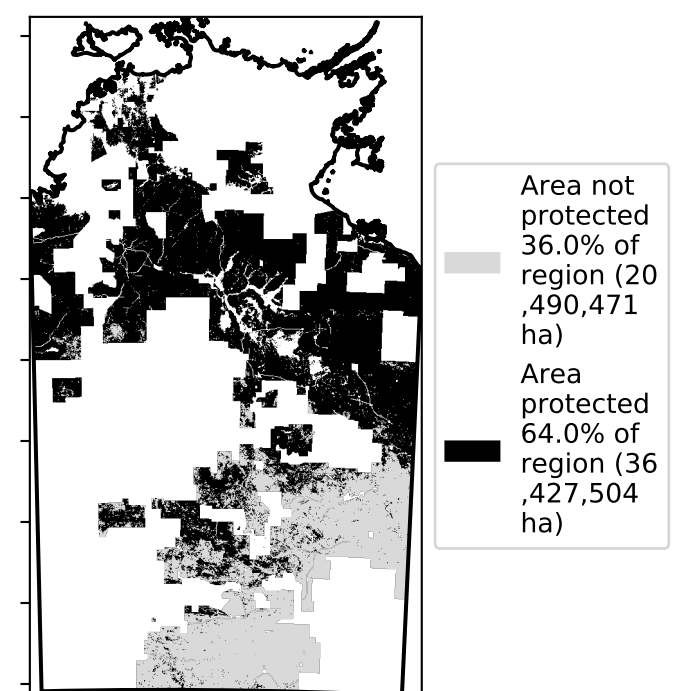 Area not
protected
36.0% of
region (20
,490,471
ha)
Area
protected
64.0% of
region (36
,427,504
ha)